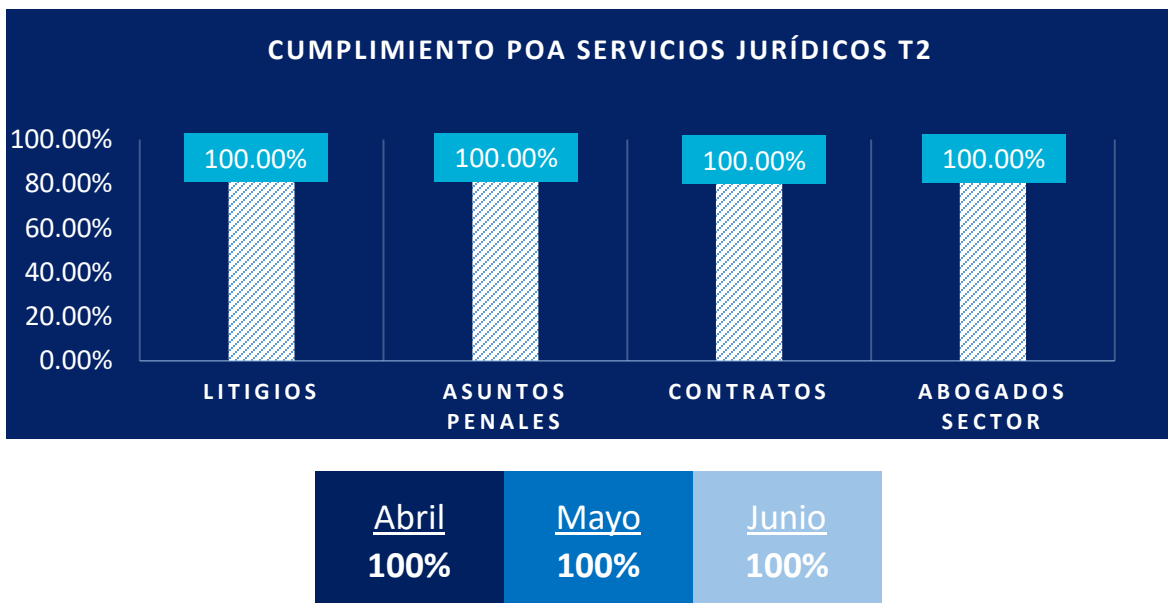 CUMPLIMIENTO POA SERVICIOS JURÍDICOS T2
100.00%
80.00%
60.00%
40.00%
20.00%
0.00%
100.00% 100.00% 100.00% 100.00%
LITIGIOS
ASUNTOS
PENALES
CONTRATOS
ABOGADOS
SECTOR
Abril
100%
Mayo
100%
Junio
100%